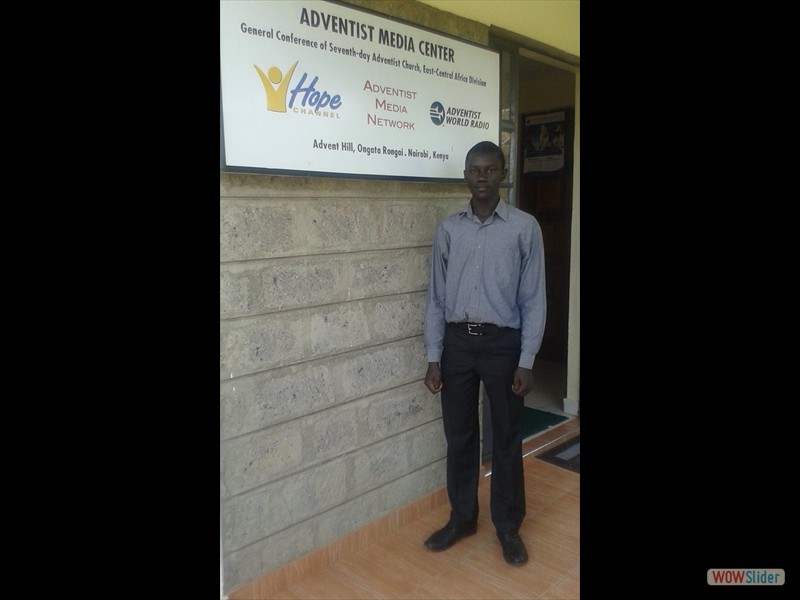 ADVENTIST MEDIA CENTER
General Conference of Seventh-day Adventist Church, East-Central Africa Division
Hope
CHANNEL
ADVENTIST
MEDIA
NETWORK
ADVENTIST
WORLD RADIO
Advent Hill, Ongata Rongai . Nairobi , Kenya
WOWSlider